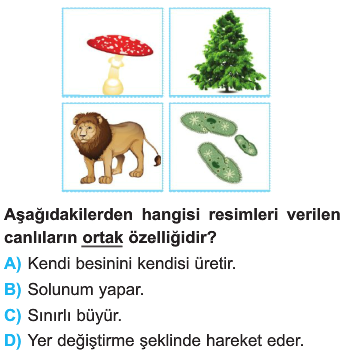 Aşağıdakilerden hangisi resimleri verilen
canlıların ortak özelliğidir?
A) Kendi besinini kendisi üretir.
B) Solunum yapar.
C) Sınırlı büyür.
D) Yer değiştirme şeklinde hareket eder.